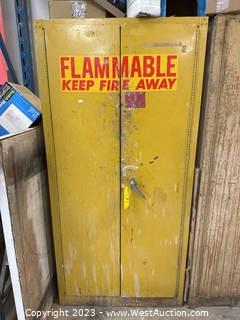 FLAMMABLE
KEEP FIRE AWAY
Copyright 2023 - www.WestAuction.com